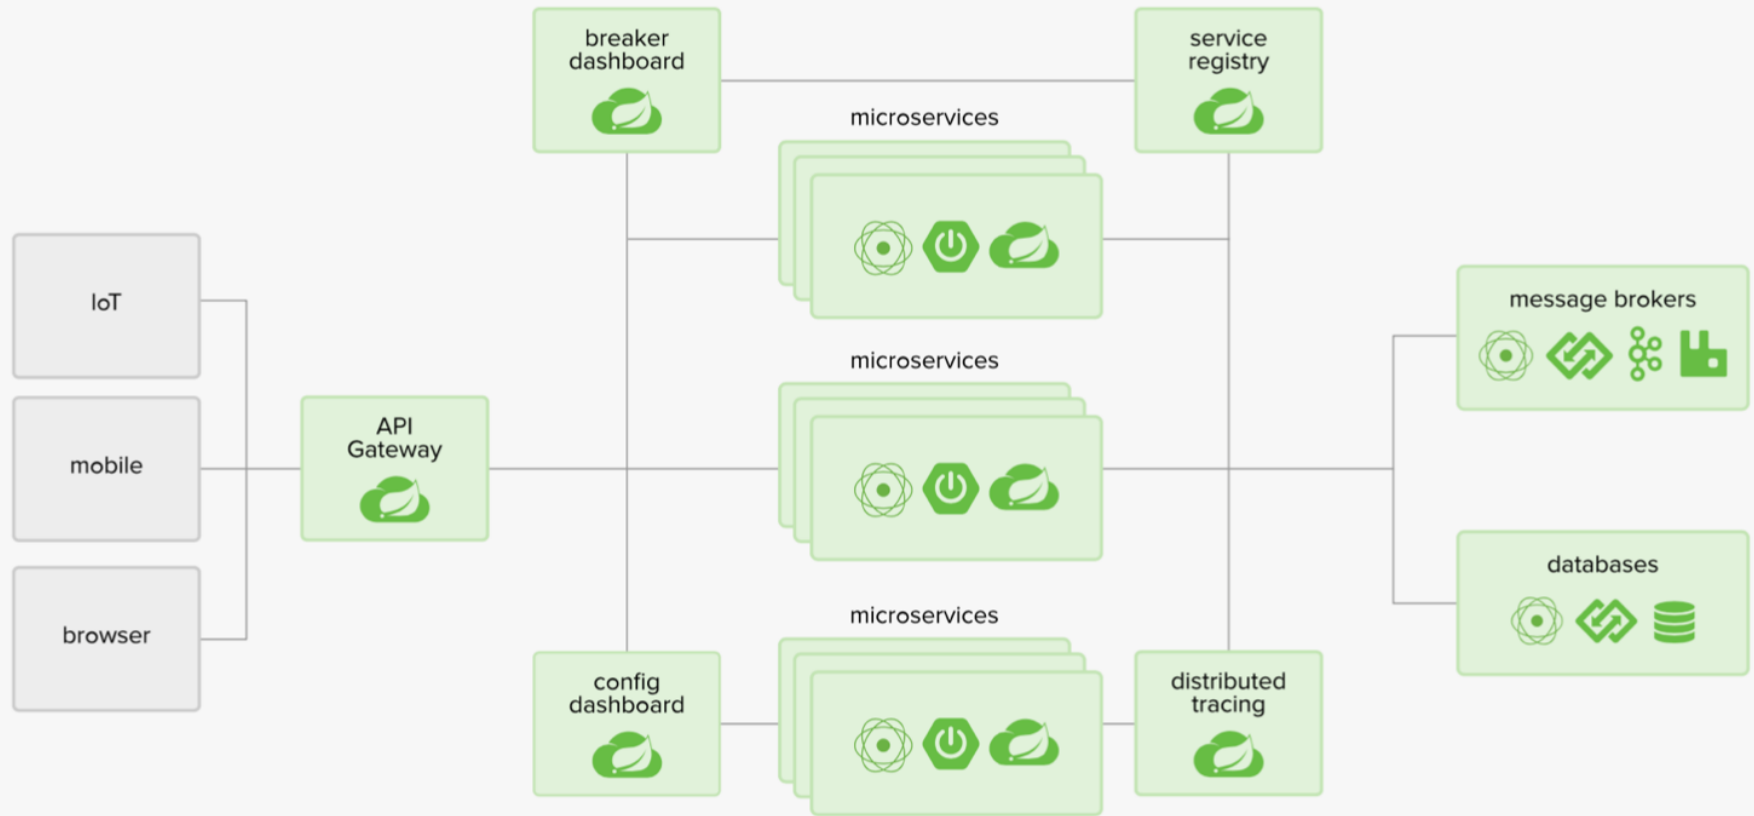 breaker
dashboard
service
registry
microservices
IoT
mobile
browser
API
Gateway
microservices
message brokers
databases
microservices
config
dashboard
distributed
tracing